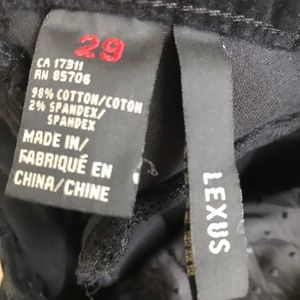 29
CA 17311
RN 85706
98% COTTON/COTON
2% SPANDEX/
SPANDEX
MADE IN/
FABRIQUÉ EN
CHINA/CHINE
LEXUS